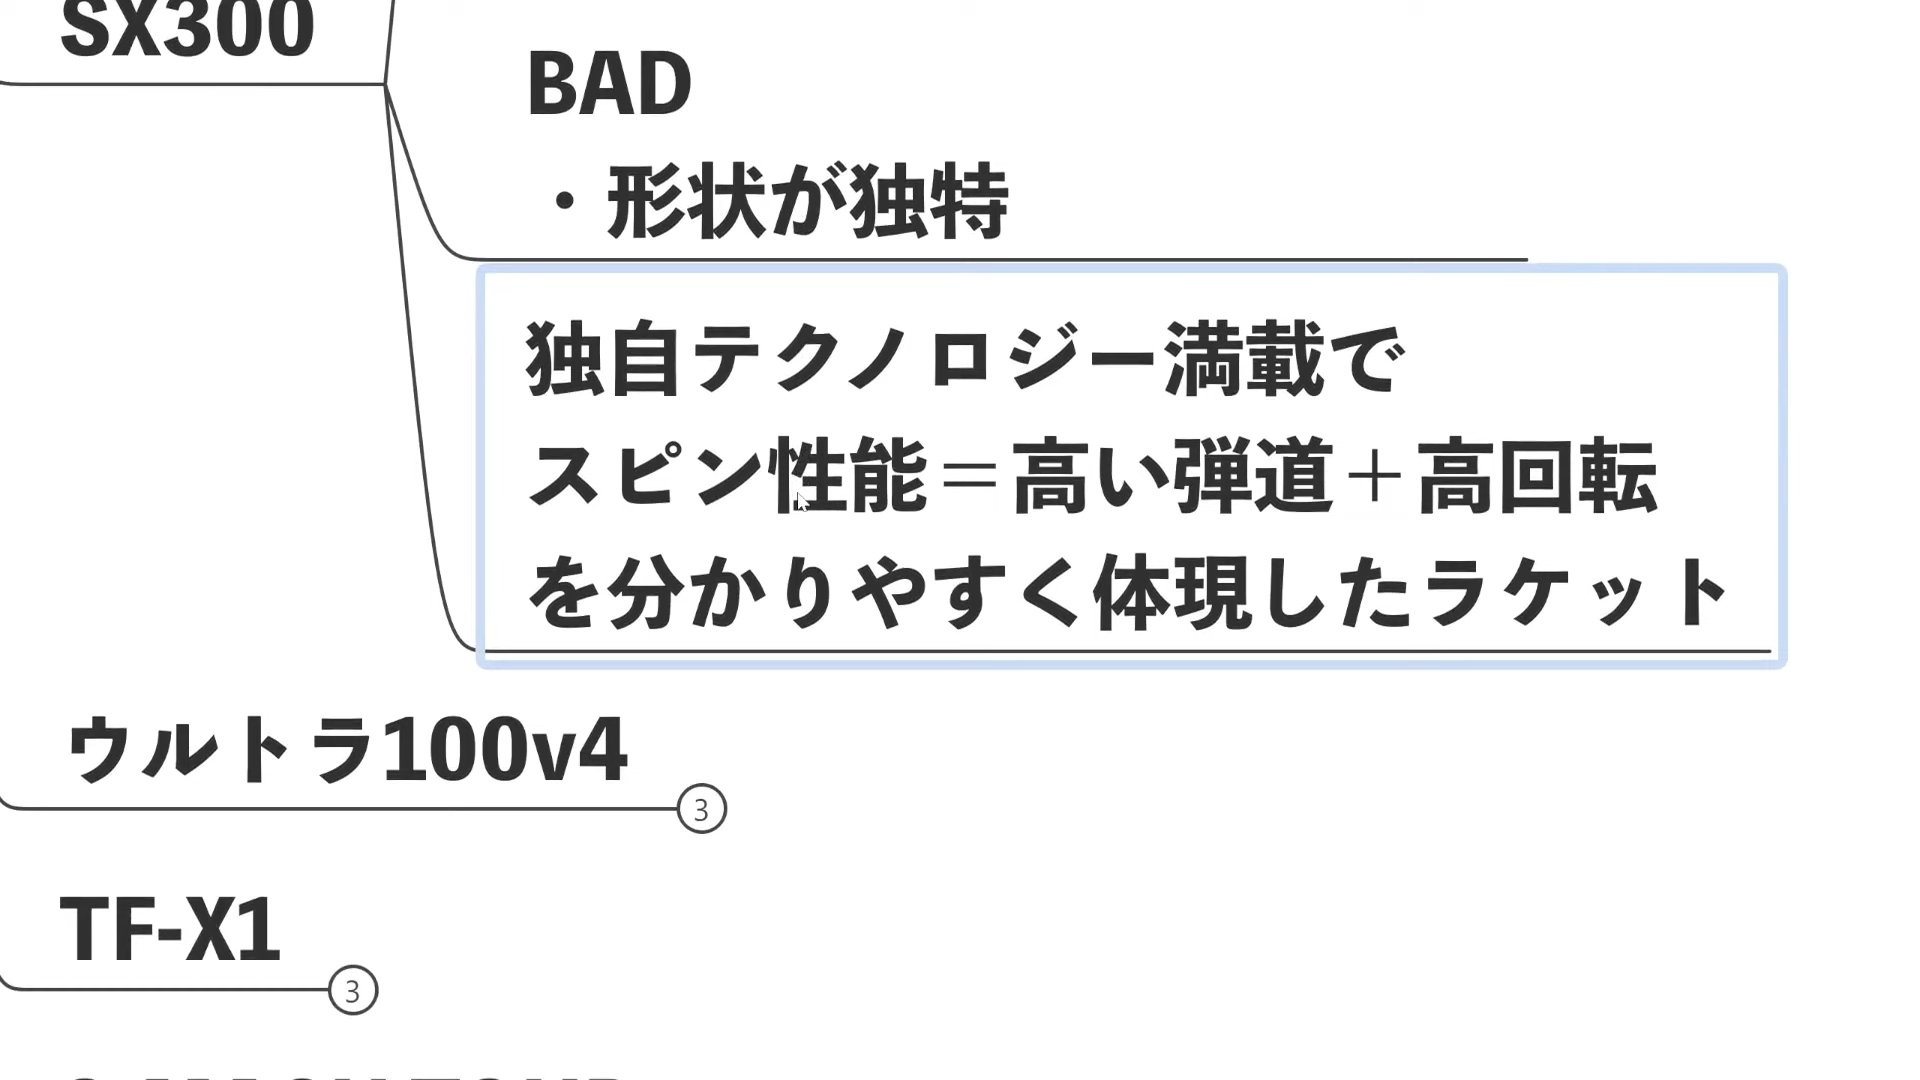 SX300
BAD
・形状が独特
独自テクノロジー満載で
スピン性能＝高い弾道＋高回転
を分かりやすく体現したラケット
ウルトラ100v4
3
TF-X1
3